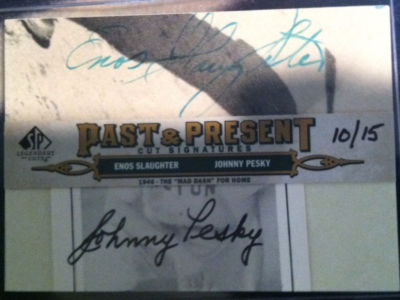 Enos Slaughter
SP
LEGENDARY
CUTS
PAST & PRESENT
CUT SIGNATURES
ENOS SLAUGHTER JOHNNY PESKY
10/15
1946 - THE "MAD DASH" FOR HOME
TON
Johnny Pesky